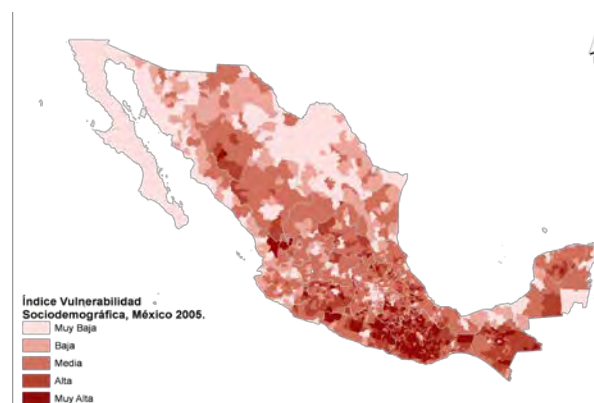 Índice Vulnerabilidad
Sociodemográfica, México 2005.
Muy Baja
Baja
Media
Alta
Muy Alta